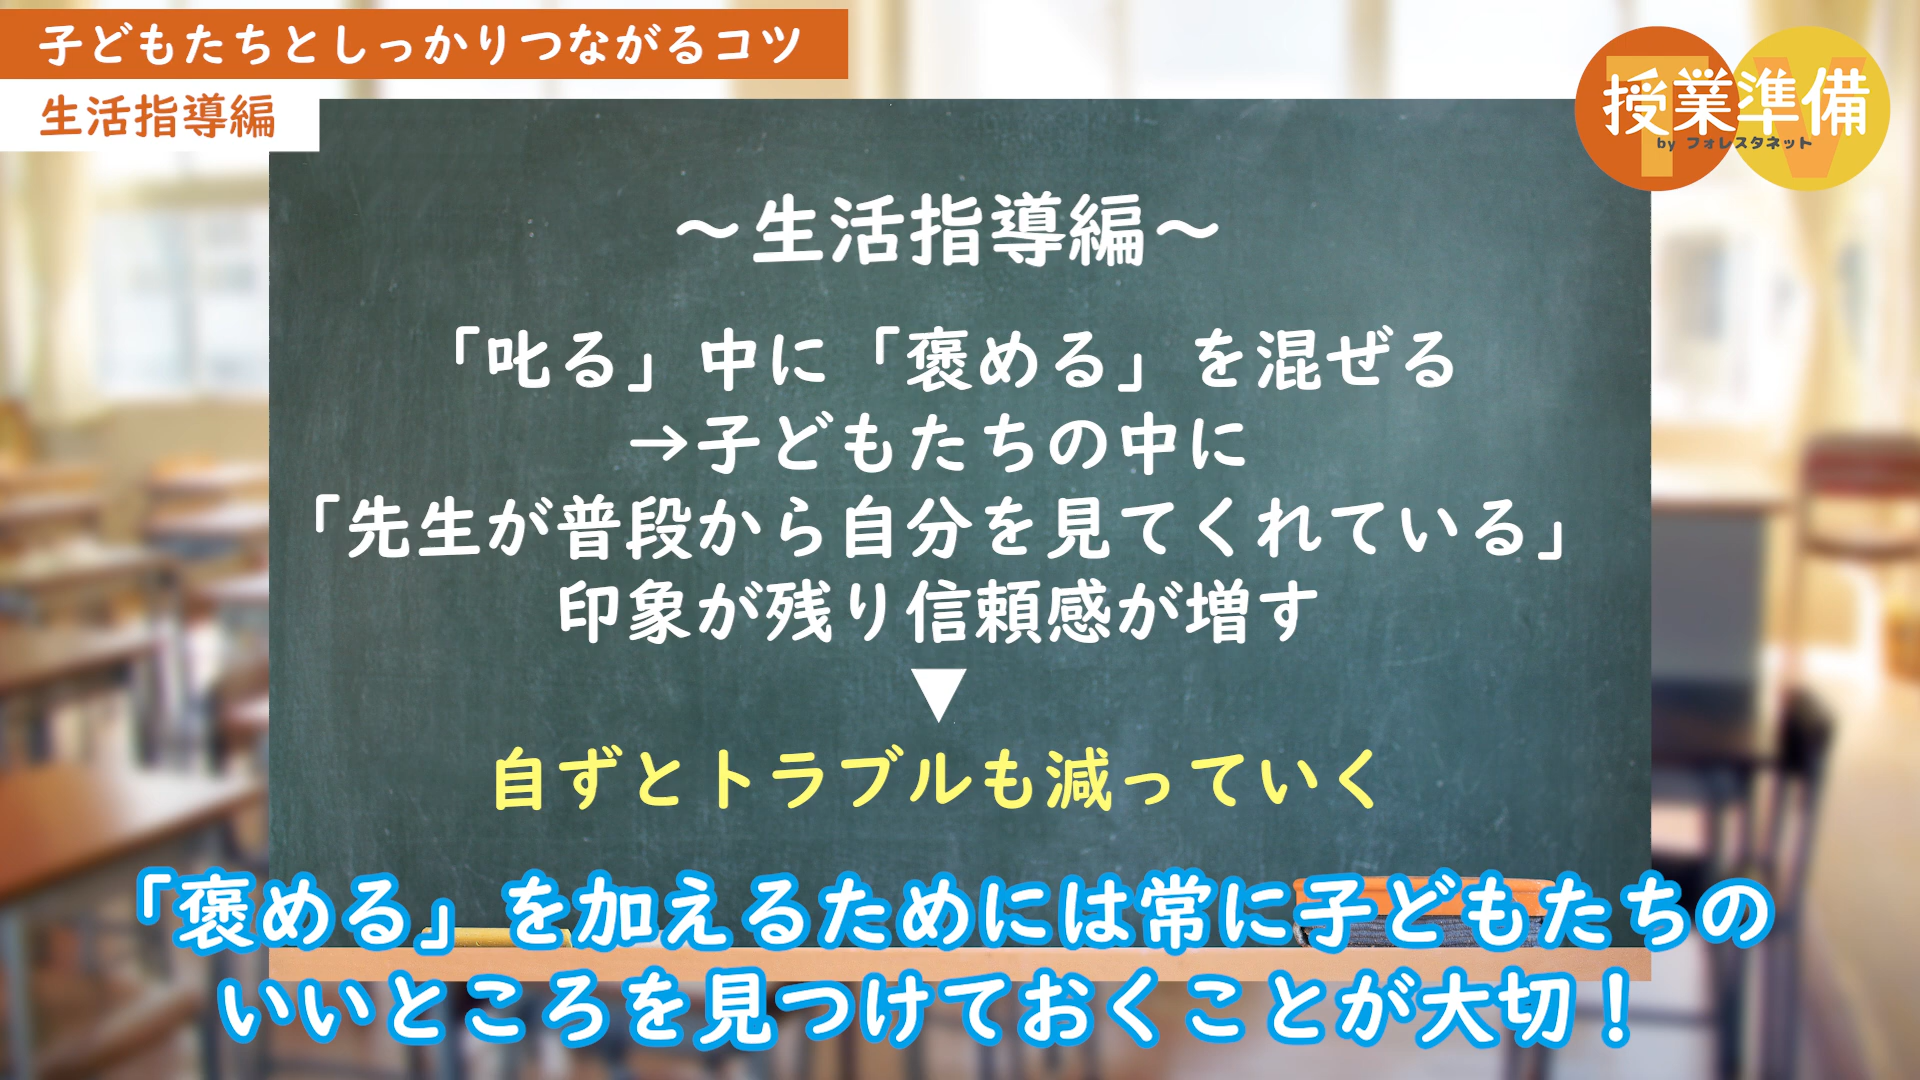 子どもたちとしっかりつながるコツ
生活指導編
TV
授業準備
by フォレスタネット
～生活指導編～
「叱る」中に「褒める」を混ぜる
→子どもたちの中に
「先生が普段から自分を見てくれている」
印象が残り信頼感が増す
▼
自ずとトラブルも減っていく
「褒める」を加えるためには常に子どもたちの
いいところを見つけておくことが大切！